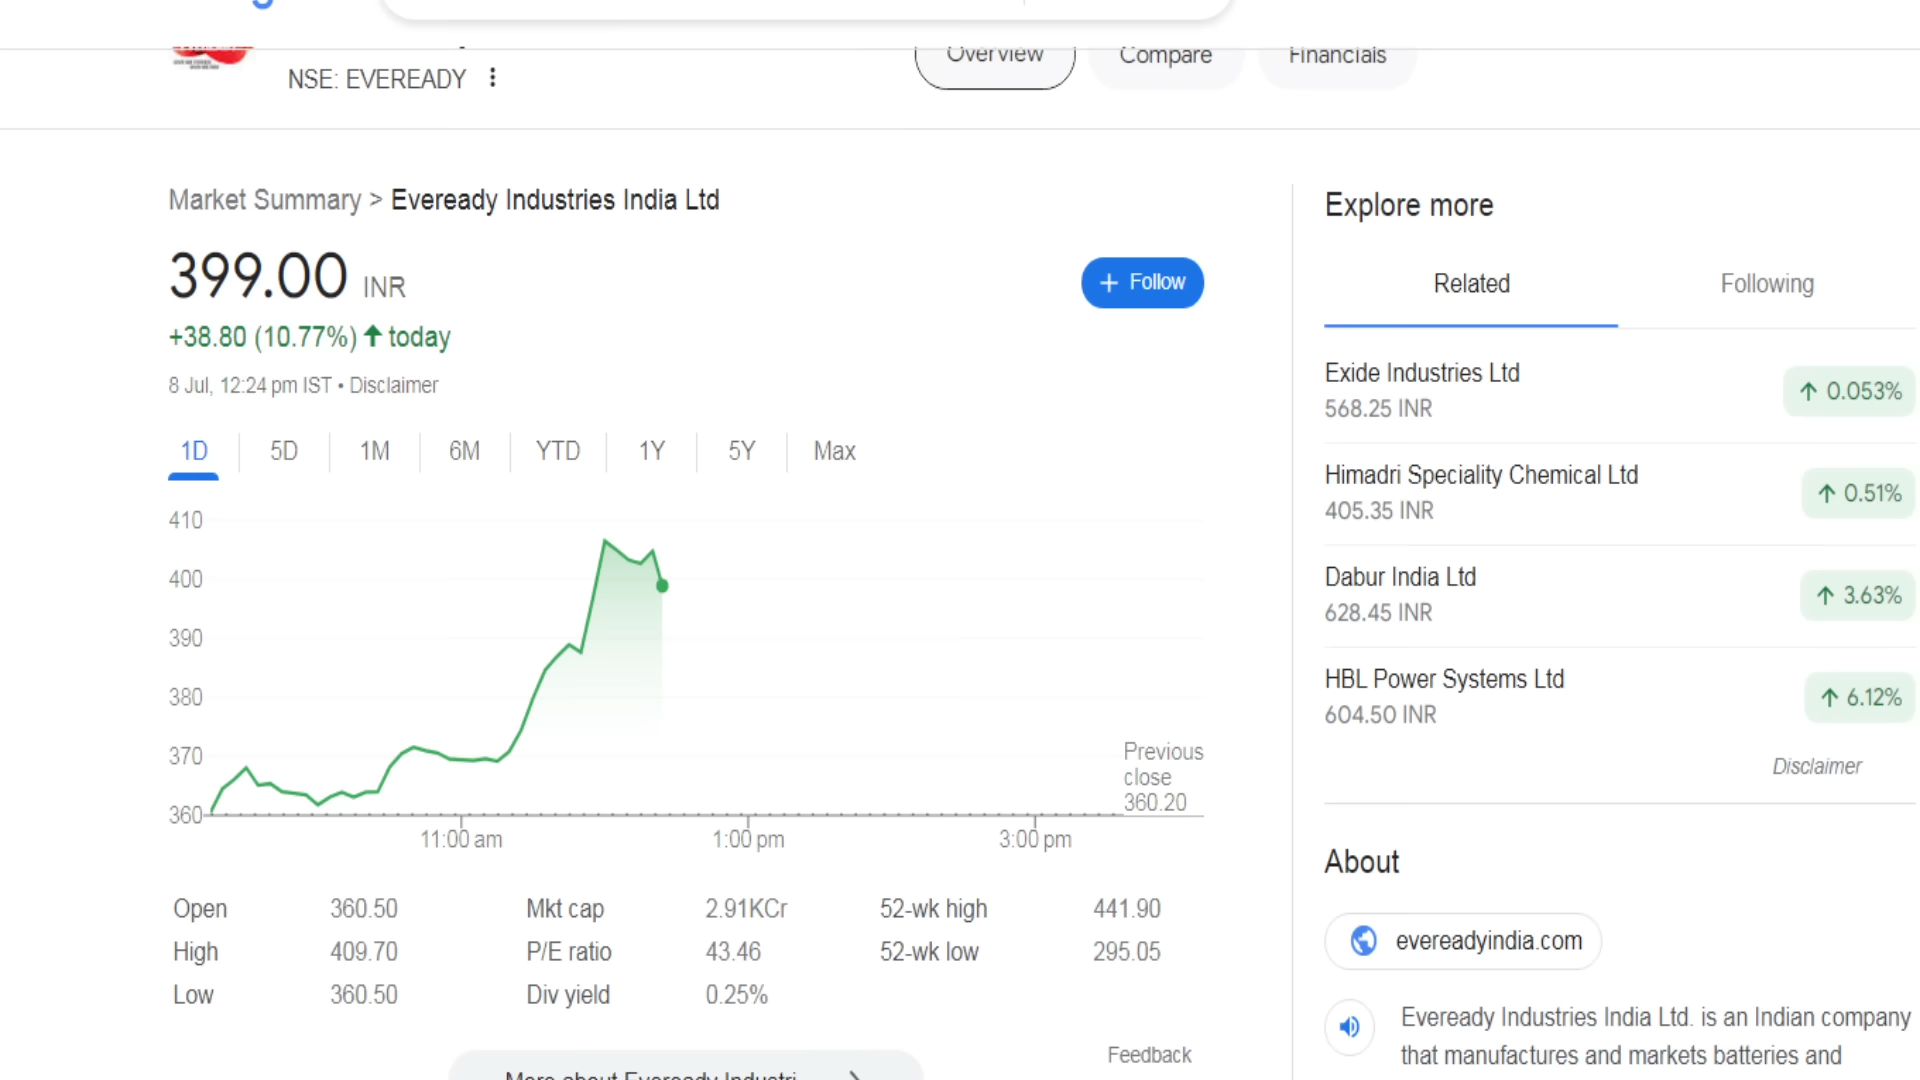 Overview Compare Financials
NSE: EVEREADY
Market Summary > Eveready Industries India Ltd
399.00 INR
+ Follow
+38.80 (10.77%) ↑ today
8 Jul, 12:24 pm IST • Disclaimer
1D 5D 1M 6M YTD 1Y 5Y Max
410
400
390
380
370
360
Previous
close
360.20
11:00 am 1:00 pm 3:00 pm
Open 360.50 Mkt cap 2.91KCr 52-wk high 441.90
High 409.70 P/E ratio 43.46 52-wk low 295.05
Low 360.50 Div yield 0.25%
Feedback
More about Eveready Industri
Explore more
Related Following
Exide Industries Ltd
568.25 INR
↑ 0.053%
Himadri Speciality Chemical Ltd
405.35 INR
↑ 0.51%
Dabur India Ltd
628.45 INR
↑ 3.63%
HBL Power Systems Ltd
604.50 INR
↑ 6.12%
Disclaimer
About
evereadyindia.com
Eveready Industries India Ltd. is an Indian company
that manufactures and markets batteries and